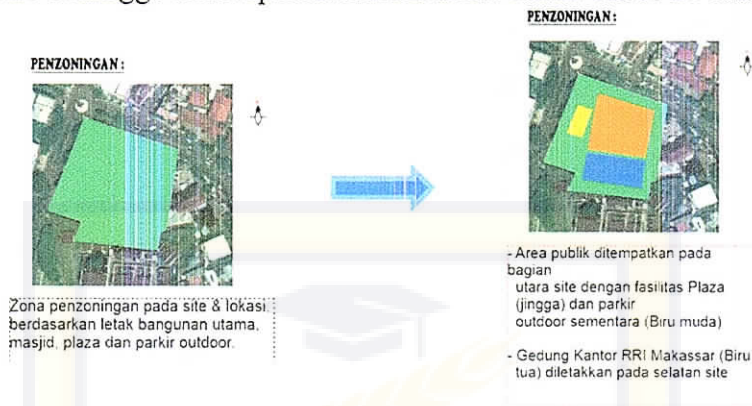 PENZONINGAN :
Zona penzoningan pada site & lokasi,
berdasarkan letak bangunan utama,
masjid, plaza dan parkir outdoor.
PENZONINGAN :
- Area publik ditempatkan pada
bagian
utara site dengan fasilitas Plaza
(jingga) dan parkir
outdoor sementara (Biru muda)
- Gedung Kantor RRI Makassar (Biru
tua) diletakkan pada selatan site